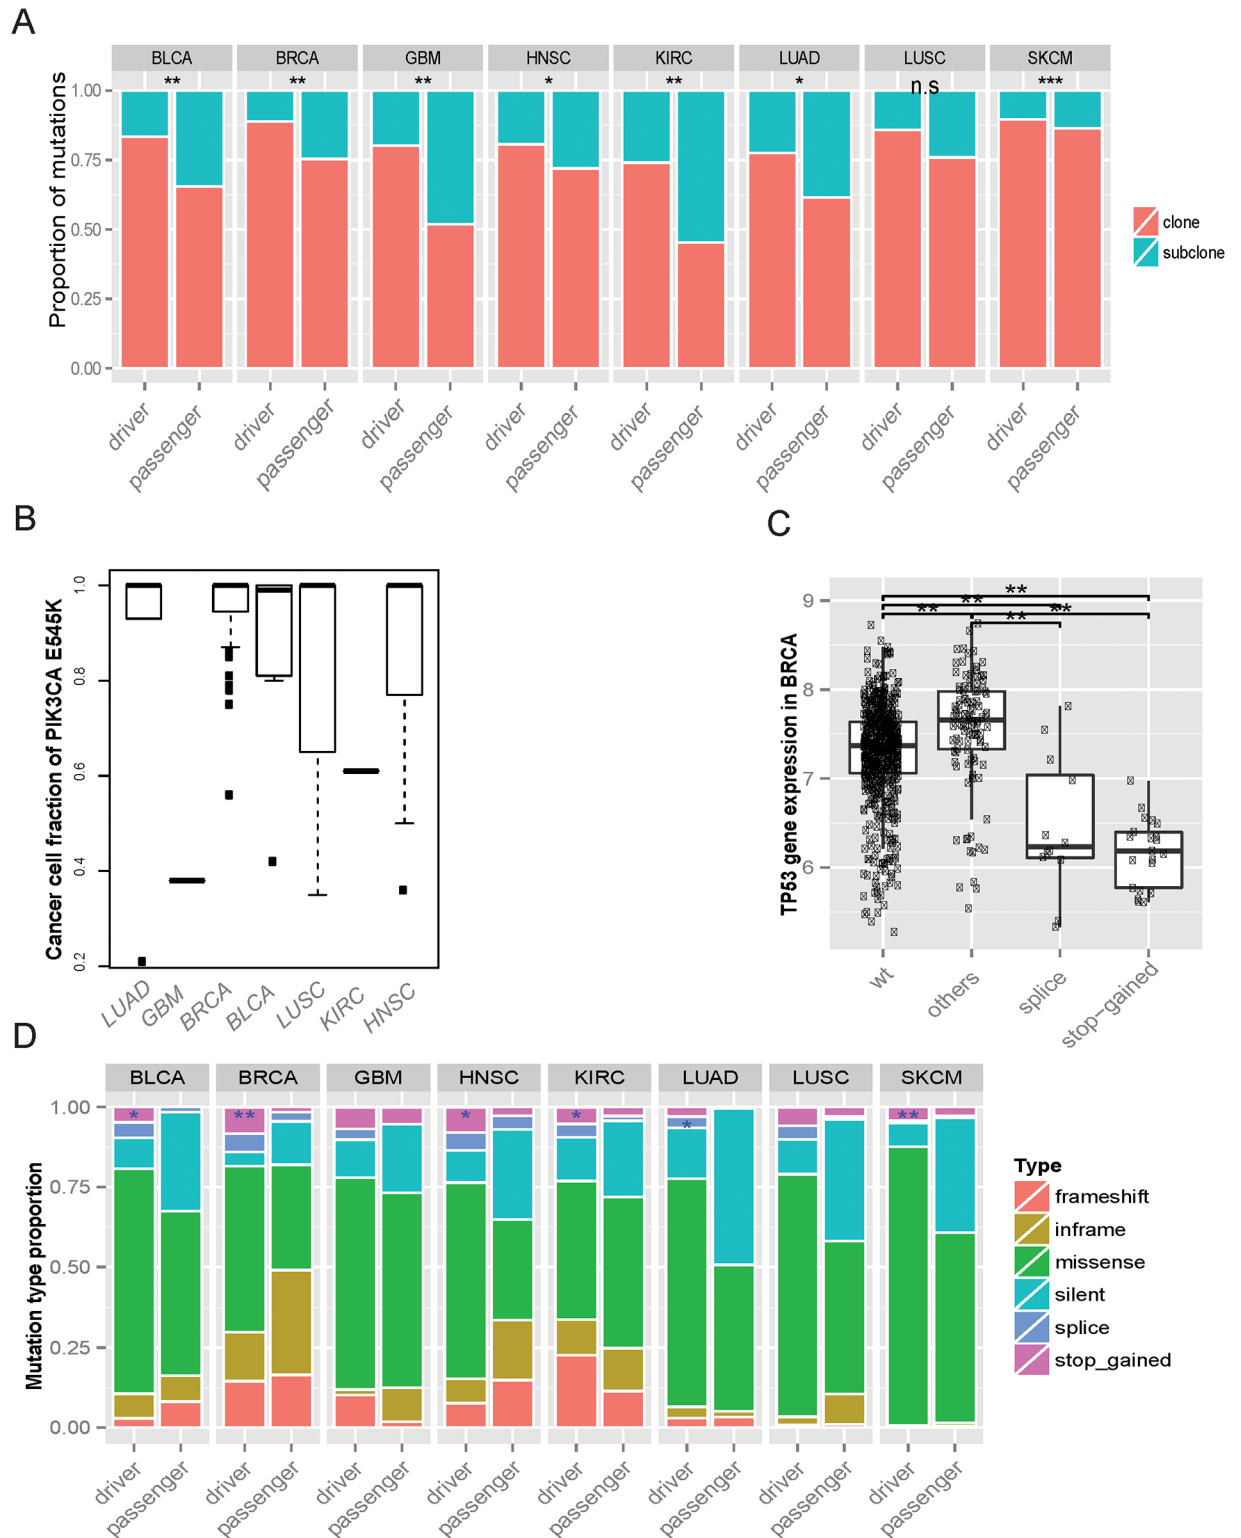 A
BLCA BRCA GBM HNSC KIRC LUAD LUSC SKCM
** ** ** * ** * n.s ***
Proportion of mutations
1.00
0.75
0.50
0.25
0.00
driver passenger driver passenger driver passenger driver passenger driver passenger driver passenger driver passenger driver passenger
clone
subclone
B
Cancer cell fraction of PIK3CA E545K
1.0
0.8
0.6
0.4
0.2
LUAD GBM BRCA BLCA LUSC KIRC HNSC
C
TP53 gene expression in BRCA
9
8
7
6
**
**
** **
**
wt others splice stop-gained
D
BLCA BRCA GBM HNSC KIRC LUAD LUSC SKCM
* ** * * * **
Mutation type proportion
1.00
0.75
0.50
0.25
0.00
driver passenger driver passenger driver passenger driver passenger driver passenger driver passenger driver passenger driver passenger
Type
frameshift
inframe
missense
silent
splice
stop_gained